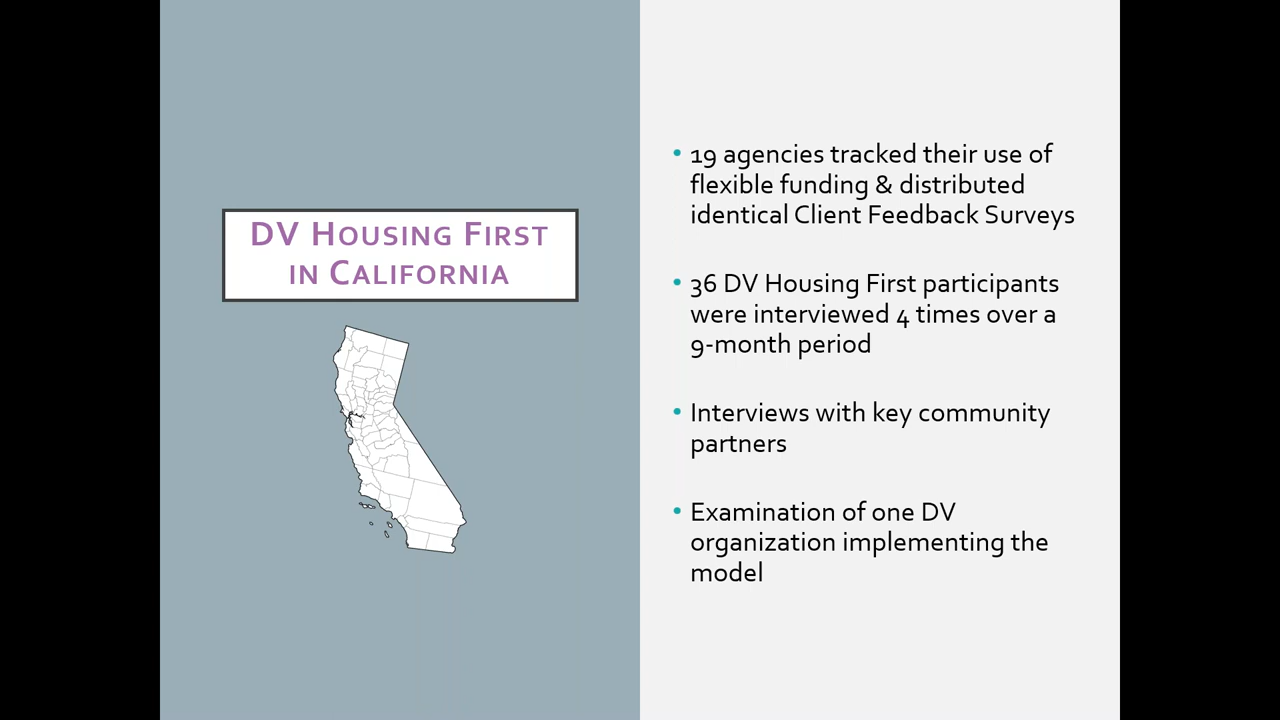 DV HOUSING FIRST
IN CALIFORNIA
• 19 agencies tracked their use of
flexible funding & distributed
identical Client Feedback Surveys
• 36 DV Housing First participants
were interviewed 4 times over a
9-month period
• Interviews with key community
partners
• Examination of one DV
organization implementing the
model